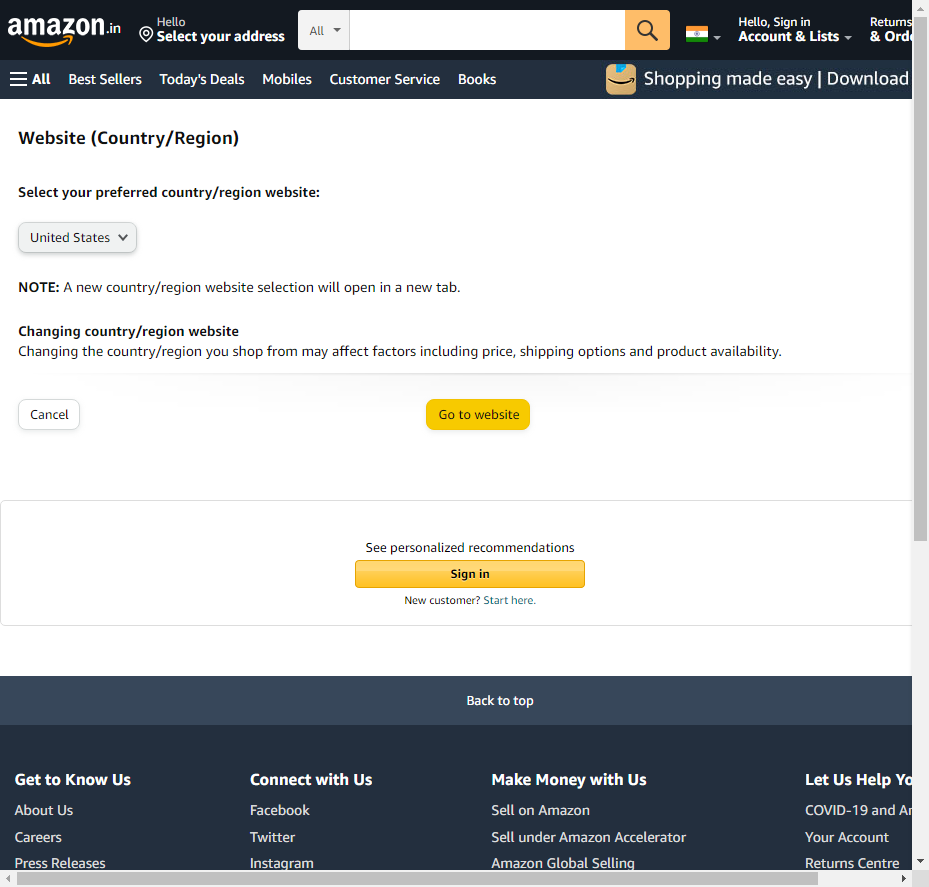 amazon.in
Hello
Select your address
All
Hello, Sign in
Account & Lists
Returns
& Orde
All
Best Sellers
Today's Deals
Mobiles
Customer Service
Books
Shopping made easy | Download
Website (Country/Region)
Select your preferred country/region website:
United States
NOTE: A new country/region website selection will open in a new tab.
Changing country/region website
Changing the country/region you shop from may affect factors including price, shipping options and product availability.
Cancel
Go to website
See personalized recommendations
Sign in
New customer? Start here.
Back to top
Get to Know Us
Connect with Us
Make Money with Us
Let Us Help Yo
About Us
Facebook
Sell on Amazon
COVID-19 and Am
Careers
Twitter
Sell under Amazon Accelerator
Your Account
Press Releases
Instagram
Amazon Global Selling
Returns Centre